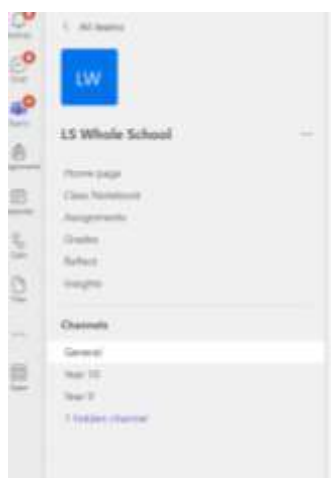 < All teams
LW
LS Whole School
Home page
Class Notebook
Assignments
Grades
Reflect
Insights
Channels
General
Year 10
Year 9
1 hidden channel